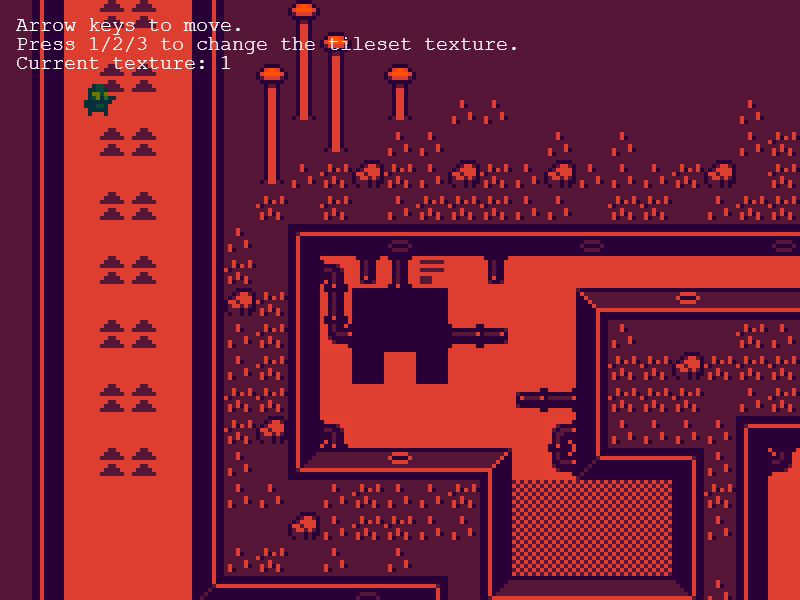 Arrow keys to move.
Press 1/2/3 to change the tileset texture.
Current texture: 1